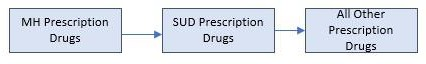 MH Prescription
Drugs
SUD Prescription
Drugs
All Other
Prescription
Drugs